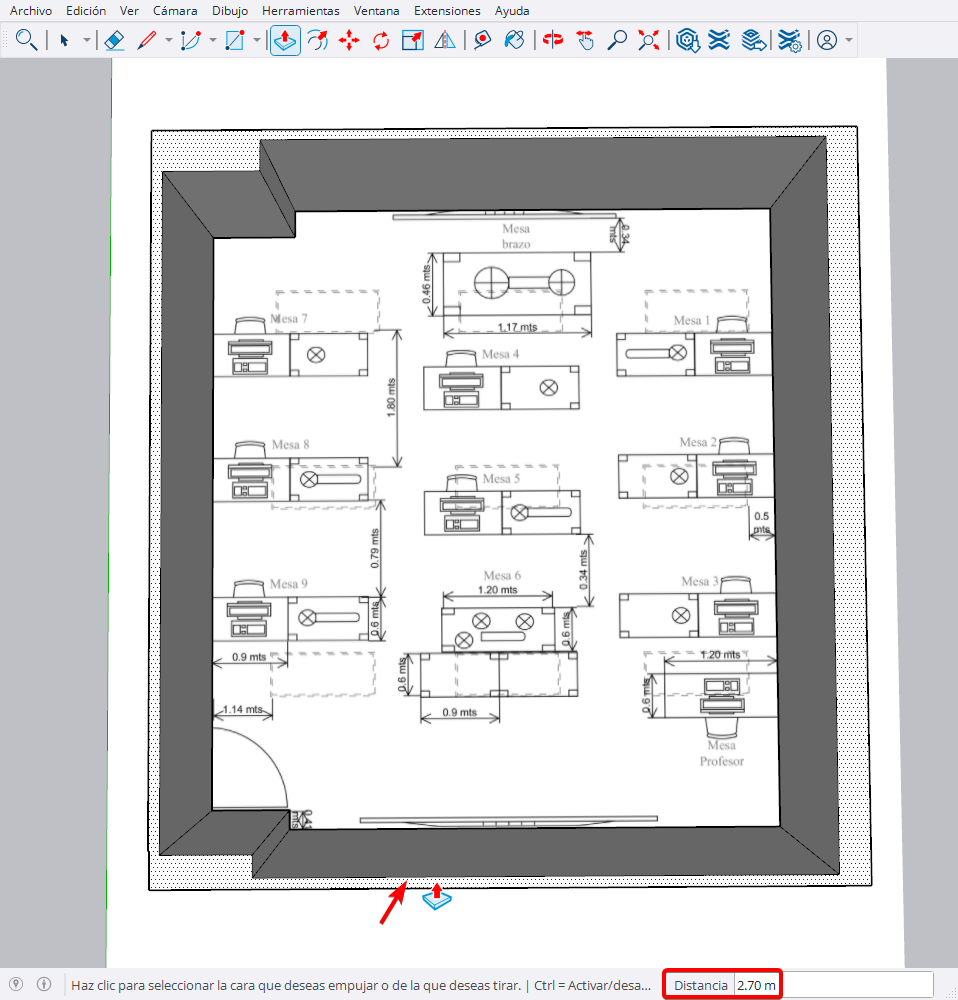 Archivo Edición Ver Cámara Dibujo Herramientas Ventana Extensiones Ayuda
Mesa
brazo
0.34
mts
0.46 mts
1.17 mts
Mesa 7
Mesa 1
Mesa 4
1.80 mts
Mesa 8
Mesa 2
Mesa 5
0.5
mts
0.79 mts
0.34 mts
Mesa 9
Mesa 6
Mesa 3
1.20 mts
0.6 mts
0.6 mts
0.9 mts
1.20 mts
0.6 mts
0.6 mts
1.14 mts
0.9 mts
Mesa
Profesor
0.41
mts
Haz clic para seleccionar la cara que deseas empujar o de la que deseas tirar. | Ctrl = Activar/desa... Distancia 2.70 m